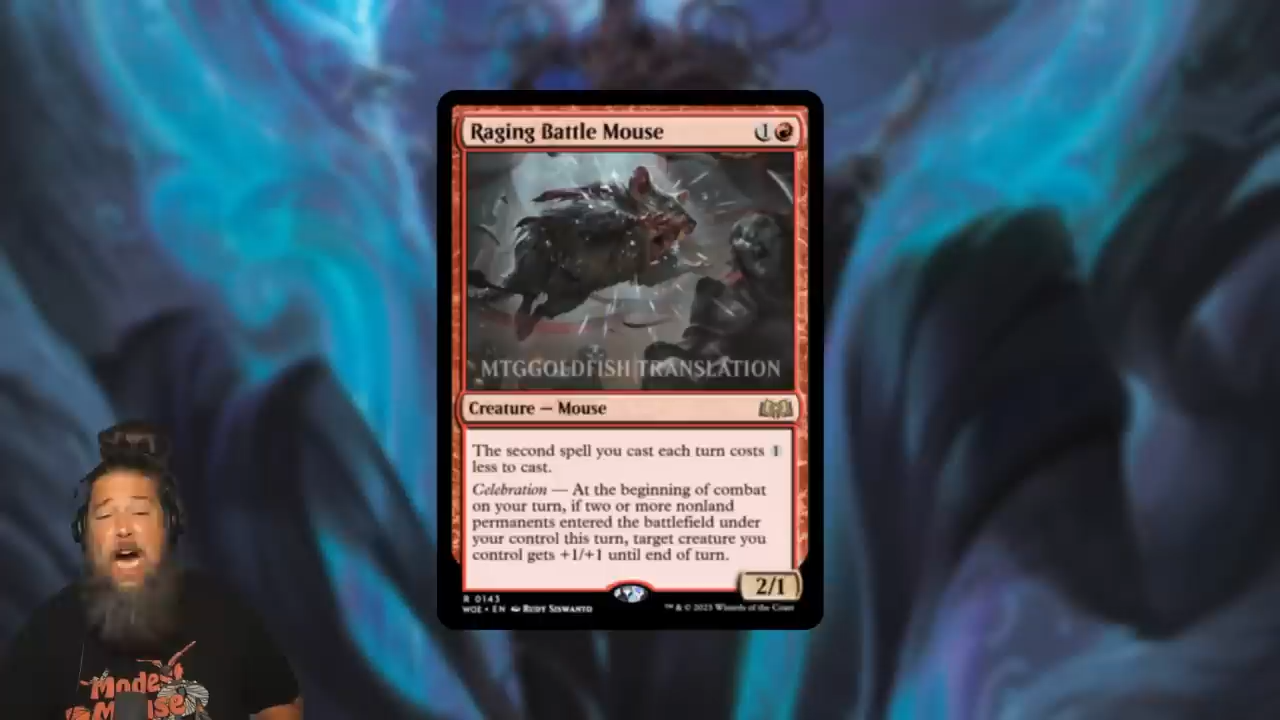 Raging Battle Mouse 1
MTGGOLDFISH TRANSLATION
Creature — Mouse
The second spell you cast each turn costs 1
less to cast.
Celebration — At the beginning of combat
on your turn, if two or more nonland
permanents entered the battlefield under
your control this turn, target creature you
control gets +1/+1 until end of turn.
2/1
R 0143
WOE • EN Rudy Siswanto
™ & © 2023 Wizards of the Coast